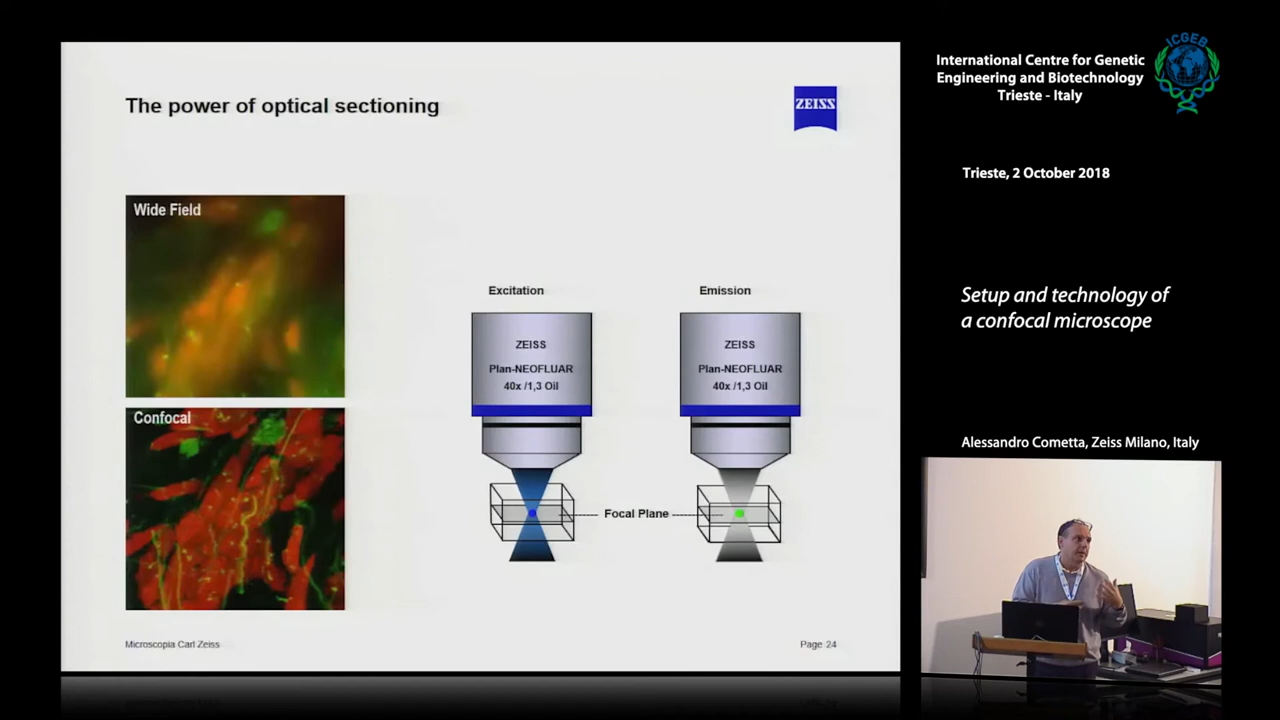 The power of optical sectioning
ZEISS
Wide Field
Confocal
Excitation
Emission
ZEISS
Plan-NEOFLUAR
40x /1,3 Oil
ZEISS
Plan-NEOFLUAR
40x /1,3 Oil
Focal Plane
Microscopia Carl Zeiss
Page 24
ICGEB
International Centre for Genetic
Engineering and Biotechnology
Trieste - Italy
Trieste, 2 October 2018
Setup and technology of
a confocal microscope
Alessandro Cometta, Zeiss Milano, Italy